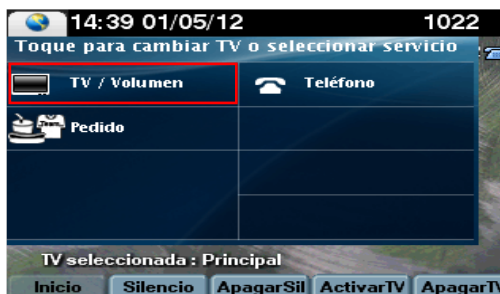 14:39 01/05/12 1022
Toque para cambiar TV o seleccionar servicio
TV / Volumen Teléfono
Pedido
TV seleccionada : Principal
Inicio Silencio ApagarSil ActivarTV ApagarTV